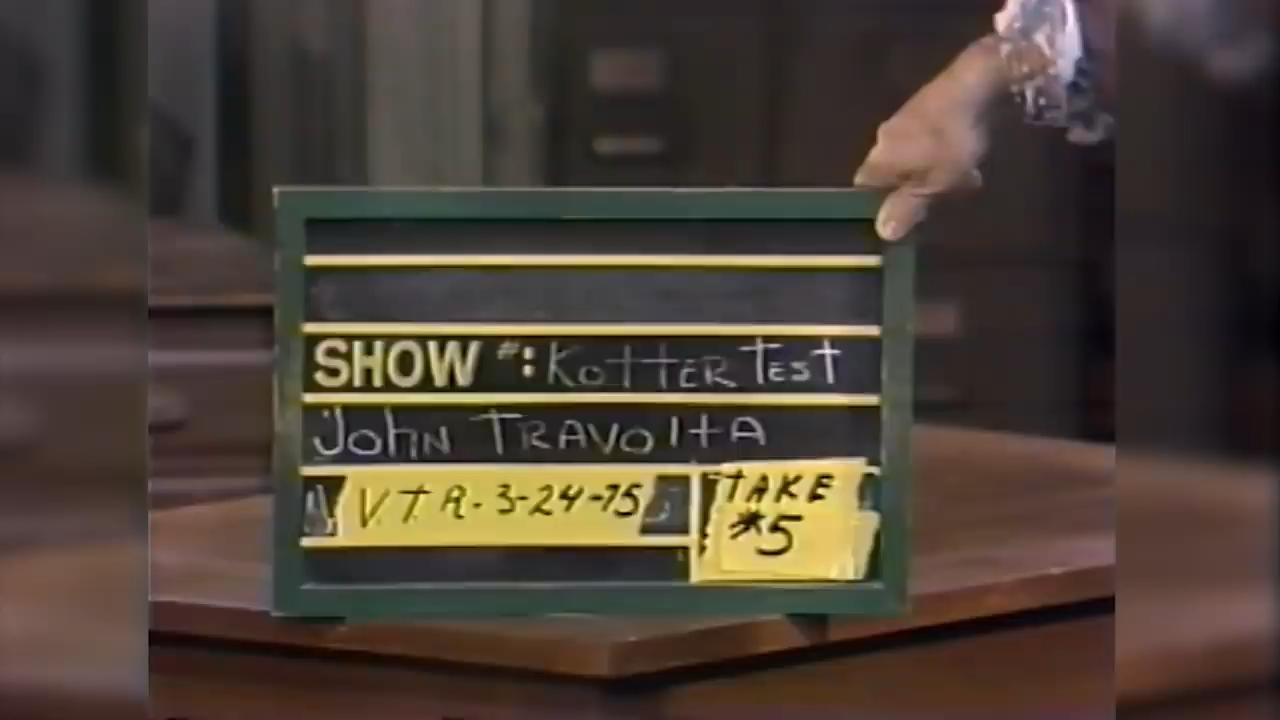 SHOW #: KOTTER TEST
JOHN TRAVOLTA
V.T.R-3-24-75
TAKE
#5